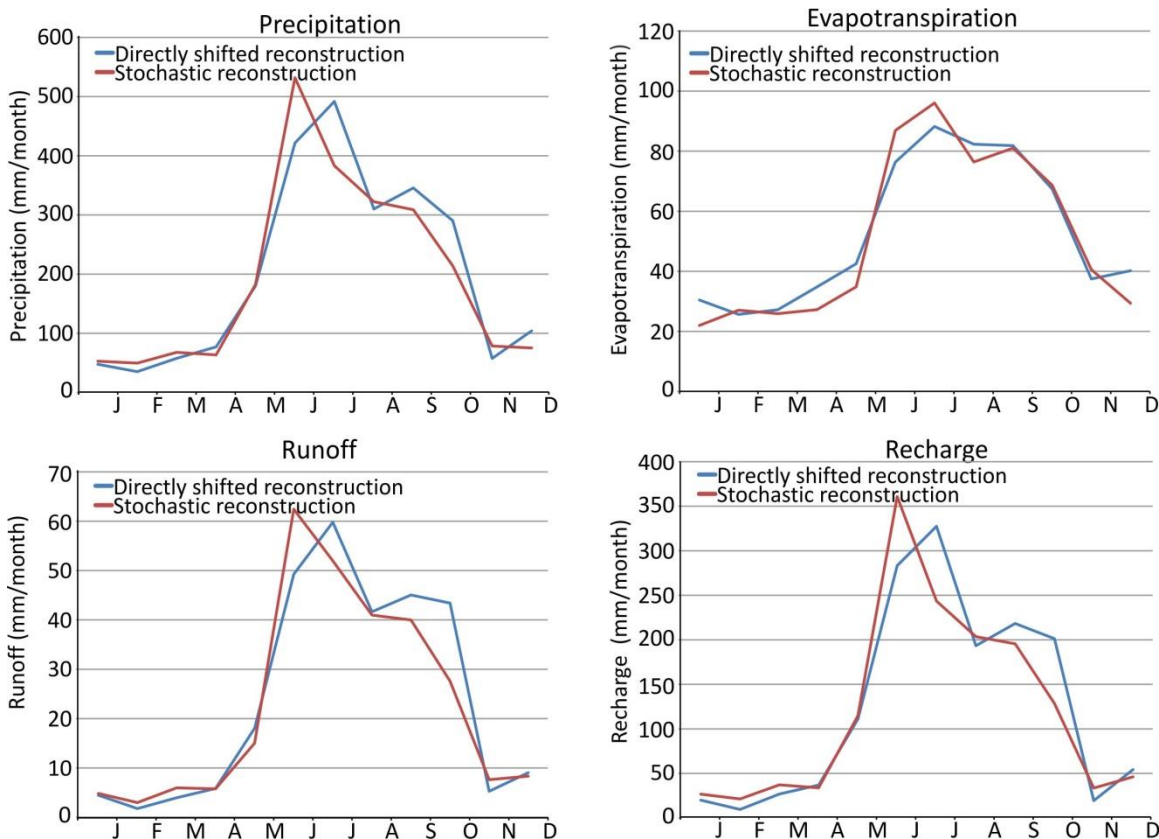 Precipitation
Directly shifted reconstruction
Stochastic reconstruction
Precipitation (mm/month)
600
500
400
300
200
100
0
J F M A M J J A S O N D
Evapotranspiration
Directly shifted reconstruction
Stochastic reconstruction
Evapotranspiration (mm/month)
120
100
80
60
40
20
0
J F M A M J J A S O N D
Runoff
Directly shifted reconstruction
Stochastic reconstruction
Runoff (mm/month)
70
60
50
40
30
20
10
0
J F M A M J J A S O N D
Recharge
Directly shifted reconstruction
Stochastic reconstruction
Recharge (mm/month)
400
350
300
250
200
150
100
50
0
J F M A M J J A S O N D